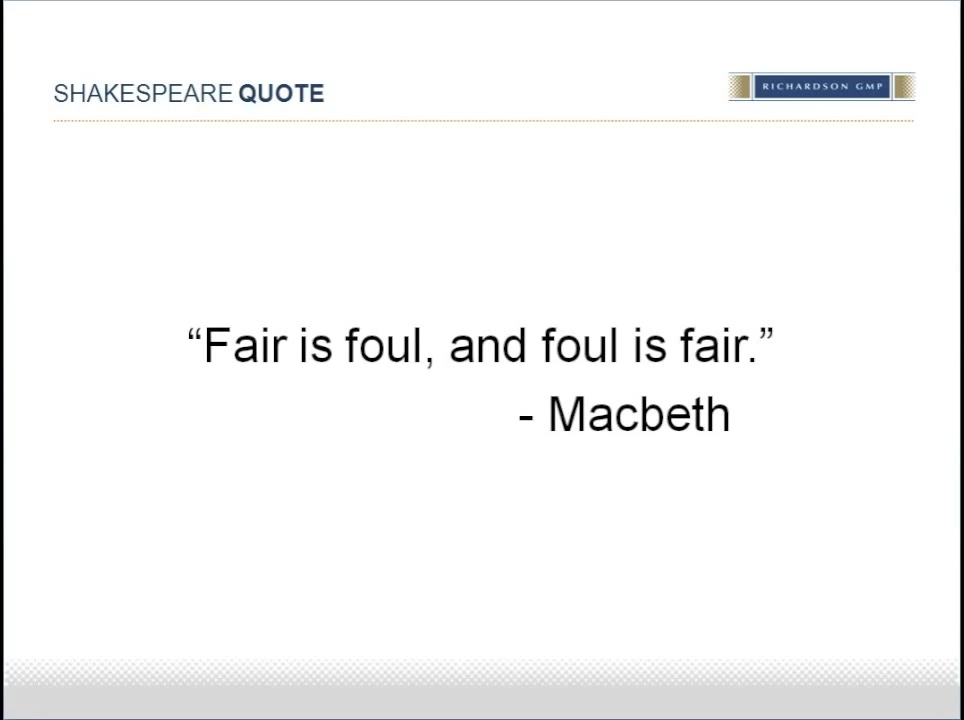 SHAKESPEARE QUOTE
RICHARDSON GMP
“Fair is foul, and foul is fair.”
- Macbeth